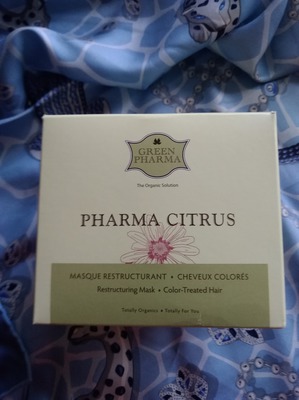 GREEN
PHARMA
The Organic Solution
PHARMA CITRUS
MASQUE RESTRUCTURANT • CHEVEUX COLORÉS
Restructuring Mask • Color-Treated Hair
Totally Organics • Totally For You